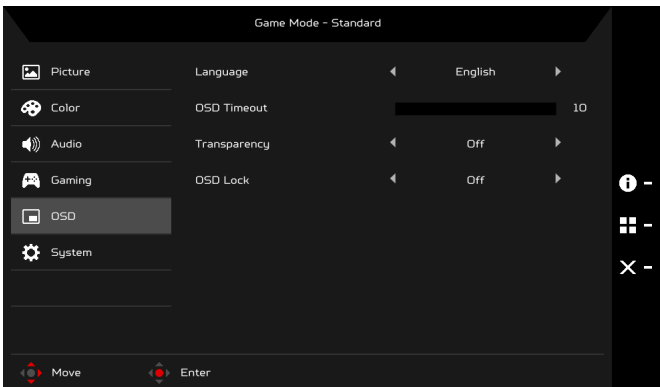 Game Mode - Standard
Picture
Language English
Color
OSD Timeout 10
Audio
Transparency Off
Gaming
OSD Lock Off
OSD
System
Move Enter